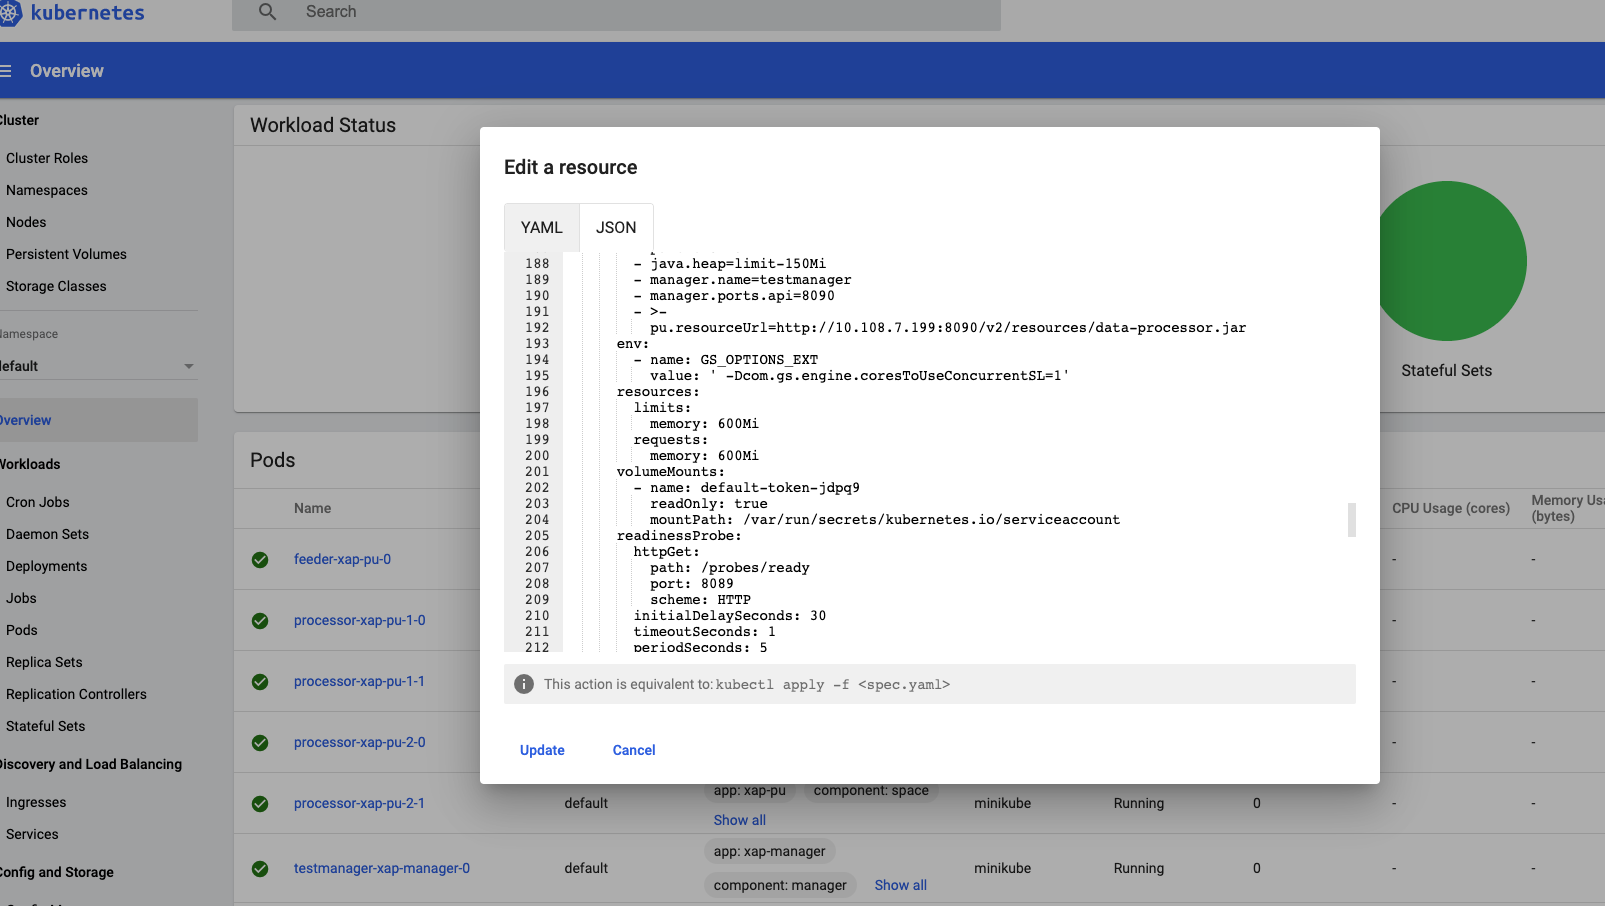 kubernetes
Search
Overview
Cluster
Cluster Roles
Namespaces
Nodes
Persistent Volumes
Storage Classes
Namespace
default
Overview
Workloads
Cron Jobs
Daemon Sets
Deployments
Jobs
Pods
Replica Sets
Replication Controllers
Stateful Sets
Discovery and Load Balancing
Ingresses
Services
Config and Storage
Workload Status
Stateful Sets
Edit a resource
YAML JSON
188 - java.heap=limit-150Mi
189 - manager.name=testmanager
190 - manager.ports.api=8090
191 - >-
192 pu.resourceUrl=http://10.108.7.199:8090/v2/resources/data-processor.jar
193 env:
194 - name: GS_OPTIONS_EXT
195 value: ' -Dcom.gs.engine.coresToUseConcurrentSL=1'
196 resources:
197 limits:
198 memory: 600Mi
199 requests:
200 memory: 600Mi
201 volumeMounts:
202 - name: default-token-jdpq9
203 readOnly: true
204 mountPath: /var/run/secrets/kubernetes.io/serviceaccount
205 readinessProbe:
206 httpGet:
207 path: /probes/ready
208 port: 8089
209 scheme: HTTP
210 initialDelaySeconds: 30
211 timeoutSeconds: 1
212 periodSeconds: 5
This action is equivalent to: kubectl apply -f <spec.yaml>
Update Cancel
Pods
Name CPU Usage (cores) Memory Usa
(bytes)
feeder-xap-pu-0 - -
processor-xap-pu-1-0 - -
processor-xap-pu-1-1 - -
processor-xap-pu-2-0 - -
app: xap-pu component: space
processor-xap-pu-2-1 default minikube Running 0 - -
Show all
app: xap-manager
testmanager-xap-manager-0 default minikube Running 0 - -
component: manager Show all